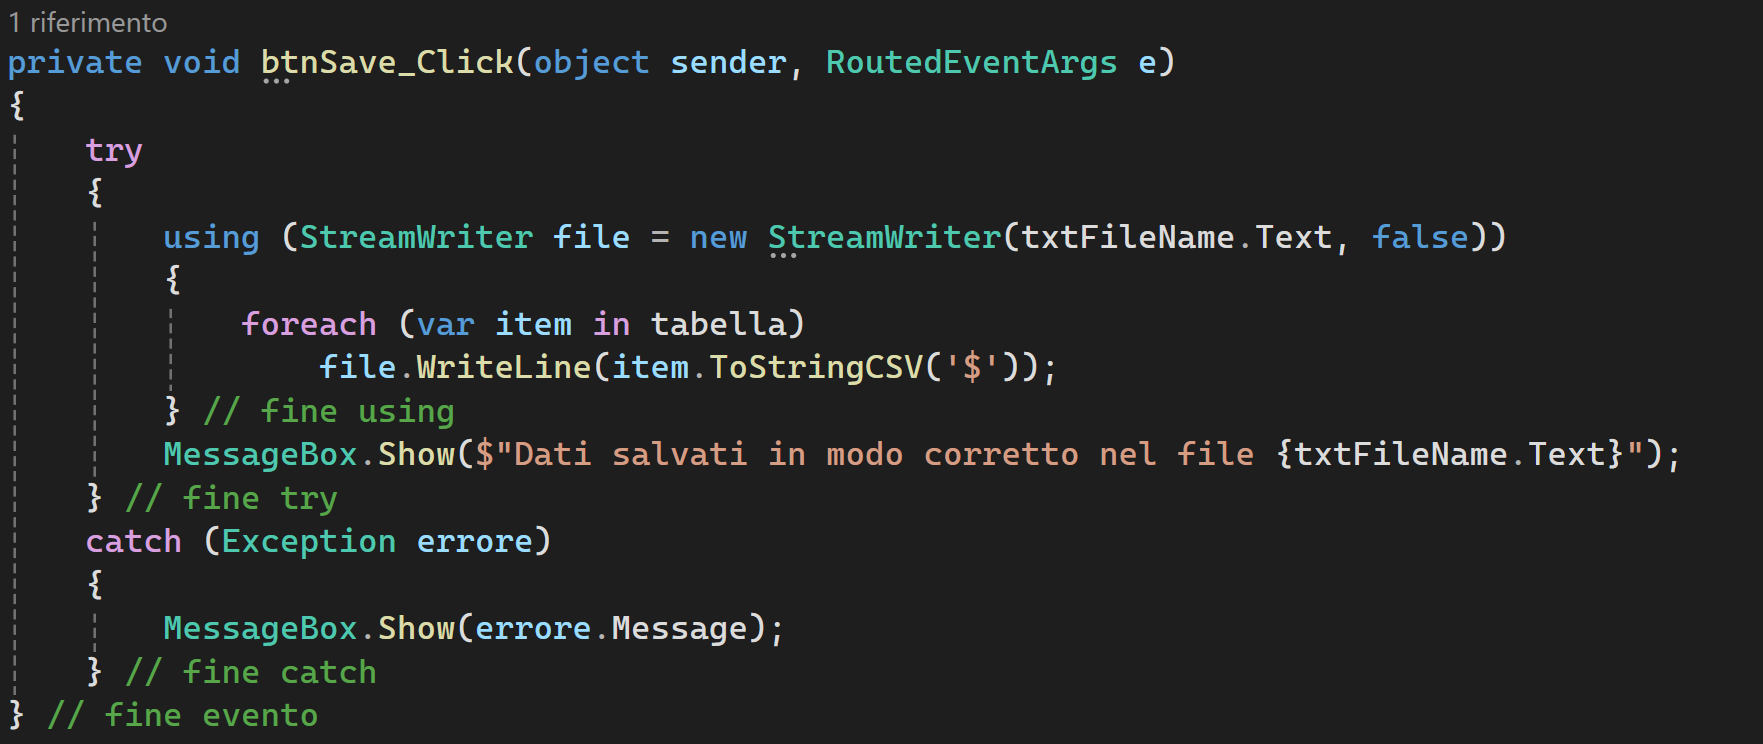 1 riferimento
private void btnSave_Click(object sender, RoutedEventArgs e)
{
    try
    {
        using (StreamWriter file = new StreamWriter(txtFileName.Text, false))
        {
            foreach (var item in tabella)
                file.WriteLine(item.ToStringCSV('$'));
        } // fine using
        MessageBox.Show($"Dati salvati in modo corretto nel file {txtFileName.Text}");
    } // fine try
    catch (Exception errore)
    {
        MessageBox.Show(errore.Message);
    } // fine catch
} // fine evento